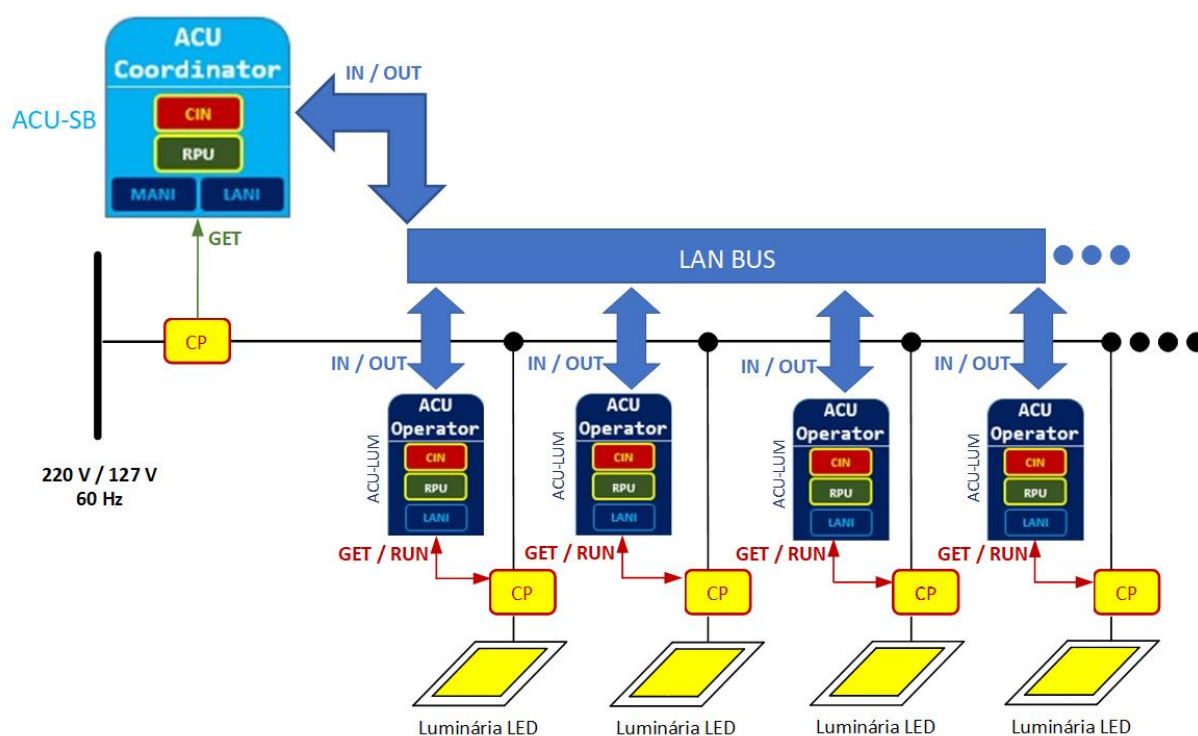 ACU
Coordinator
CIN
RPU
MANI
LANI
ACU-SB
IN / OUT
GET
LAN BUS
CP
220 V / 127 V
60 Hz
IN / OUT
IN / OUT
IN / OUT
IN / OUT
ACU
Operator
CIN
RPU
LANI
ACU-LUM
ACU
Operator
CIN
RPU
LANI
ACU-LUM
ACU
Operator
CIN
RPU
LANI
ACU-LUM
ACU
Operator
CIN
RPU
LANI
ACU-LUM
GET / RUN
GET / RUN
GET / RUN
GET / RUN
CP
CP
CP
CP
Luminária LED
Luminária LED
Luminária LED
Luminária LED